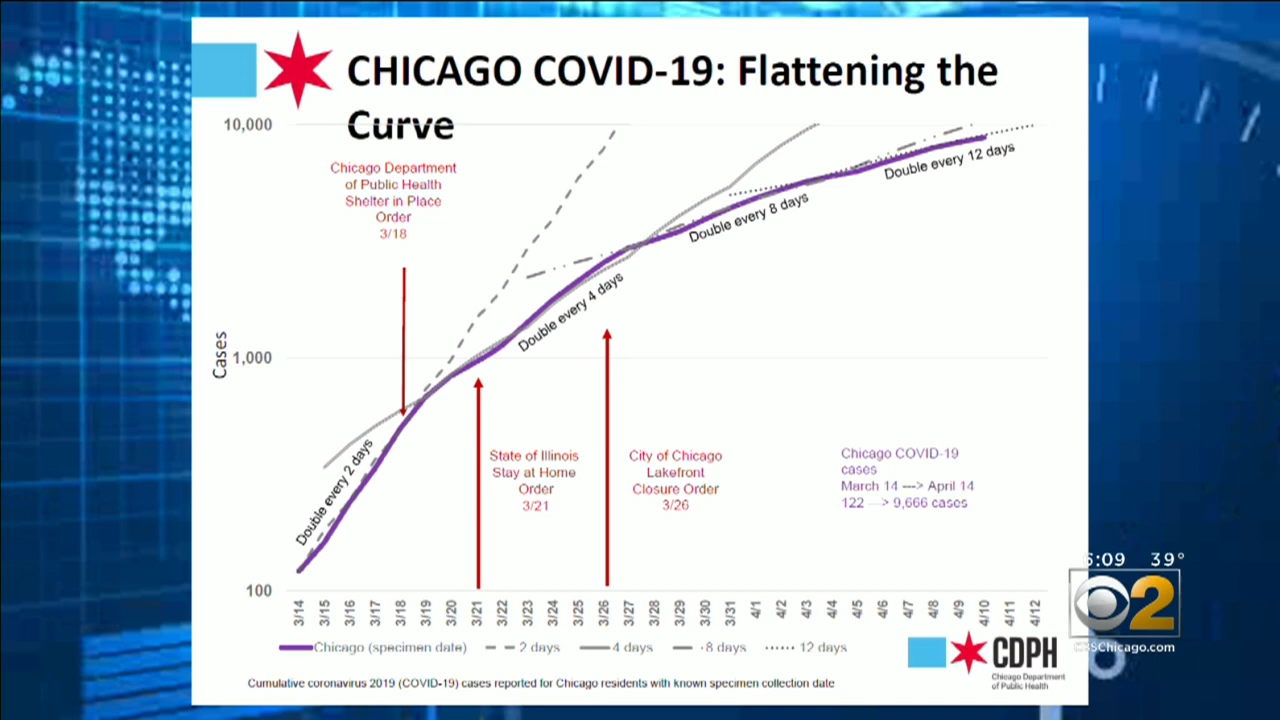 CHICAGO COVID-19: Flattening the
Curve
10,000
Chicago Department
of Public Health
Shelter in Place
Order
3/18
Cases
1,000
100
Double every 2 days
Double every 4 days
Double every 8 days
Double every 12 days
State of Illinois
Stay at Home
Order
3/21
City of Chicago
Lakefront
Closure Order
3/26
Chicago COVID-19
cases
March 14 ---> April 14
122 ---> 9,666 cases
3/14 3/15 3/16 3/17 3/18 3/19 3/20 3/21 3/22 3/23 3/24 3/25 3/26 3/27 3/28 3/29 3/30 3/31 4/1 4/2 4/3 4/4 4/5 4/6 4/7 4/8 4/9 4/10 4/11 4/12
Chicago (specimen date) 2 days 4 days 8 days 12 days
Cumulative coronavirus 2019 (COVID-19) cases reported for Chicago residents with known specimen collection date
CDPH
Chicago Department
of Public Health
6:09 39°
2
CBSChicago.com